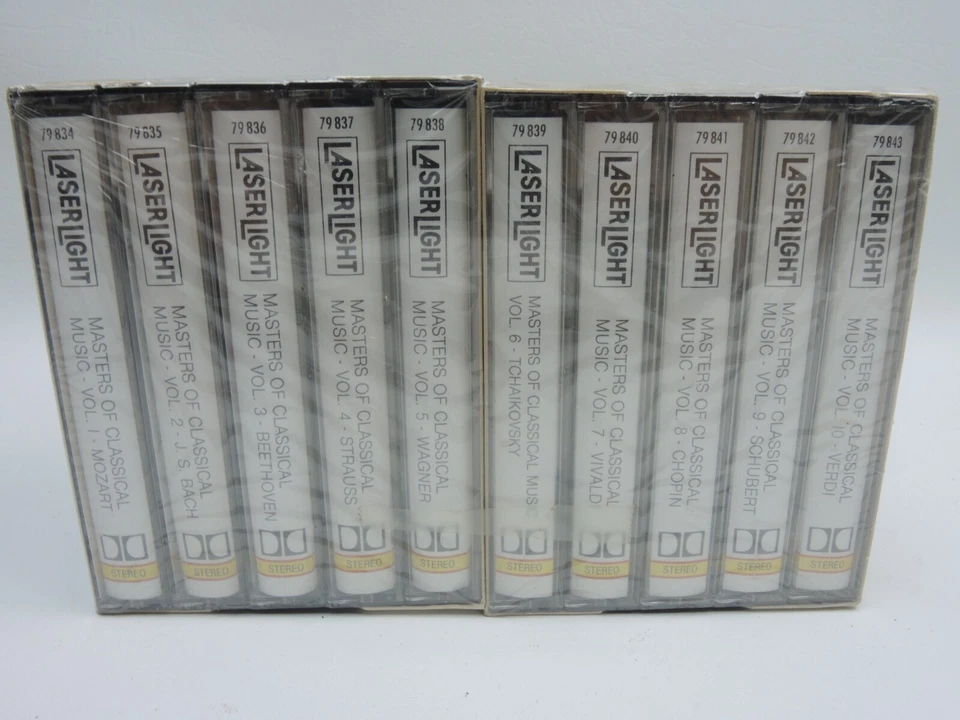 79 834
LASERLIGHT
MASTERS OF CLASSICAL
MUSIC - VOL. 1 - MOZART
STEREO
79 835
LASERLIGHT
MASTERS OF CLASSICAL
MUSIC - VOL. 2 - J. S. BACH
STEREO
79 836
LASERLIGHT
MASTERS OF CLASSICAL
MUSIC - VOL. 3 - BEETHOVEN
STEREO
79 837
LASERLIGHT
MASTERS OF CLASSICAL
MUSIC - VOL. 4 - STRAUSS
STEREO
79 838
LASERLIGHT
MASTERS OF CLASSICAL
MUSIC - VOL. 5 - WAGNER
STEREO
79 839
LASERLIGHT
MASTERS OF CLASSICAL MUSIC
VOL. 6 - TCHAIKOVSKY
STEREO
79 840
LASERLIGHT
MASTERS OF CLASSICAL
MUSIC - VOL. 7 - VIVALDI
STEREO
79 841
LASERLIGHT
MASTERS OF CLASSICAL
MUSIC - VOL. 8 - CHOPIN
STEREO
79 842
LASERLIGHT
MASTERS OF CLASSICAL
MUSIC - VOL. 9 - SCHUBERT
STEREO
79 843
LASERLIGHT
MASTERS OF CLASSICAL
MUSIC - VOL. 10 - VERDI
STEREO